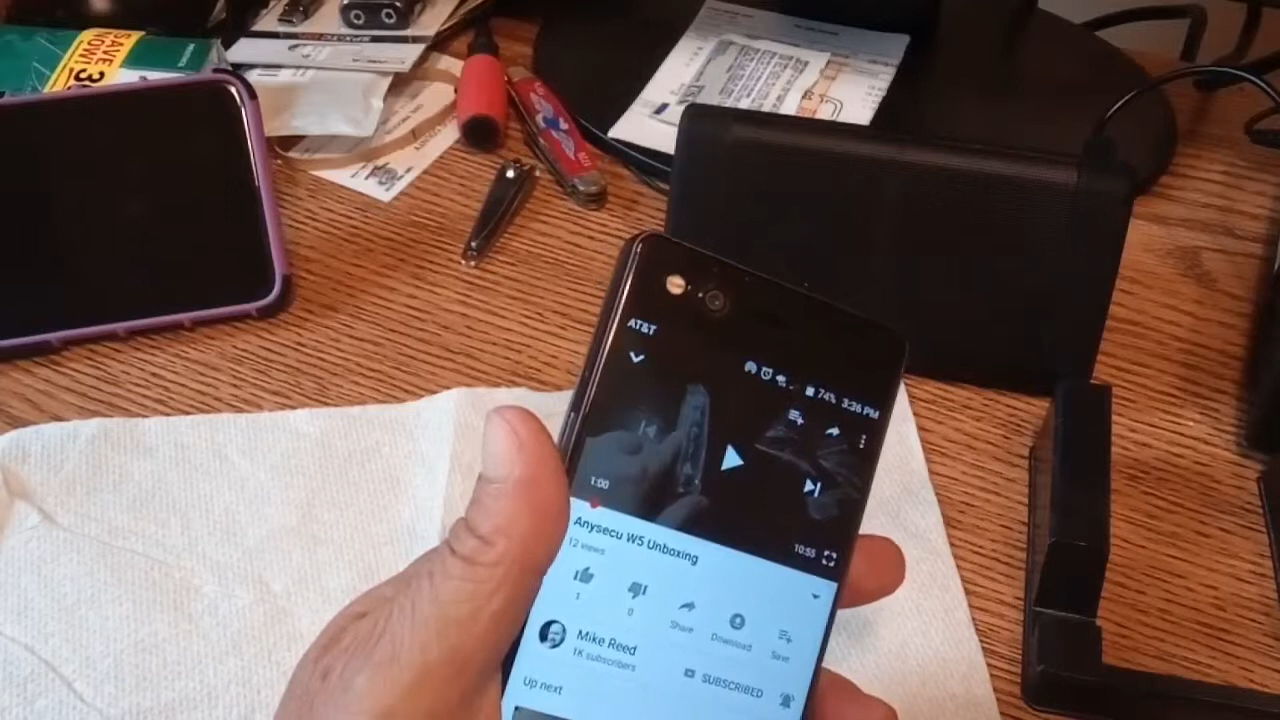 SAVE
NOW!
AT&T
74% 3:36 PM
1:00
10:55
Anysecu W5 Unboxing
12 views
1
0
Share
Download
Save
Mike Reed
1K subscribers
SUBSCRIBED
Up next